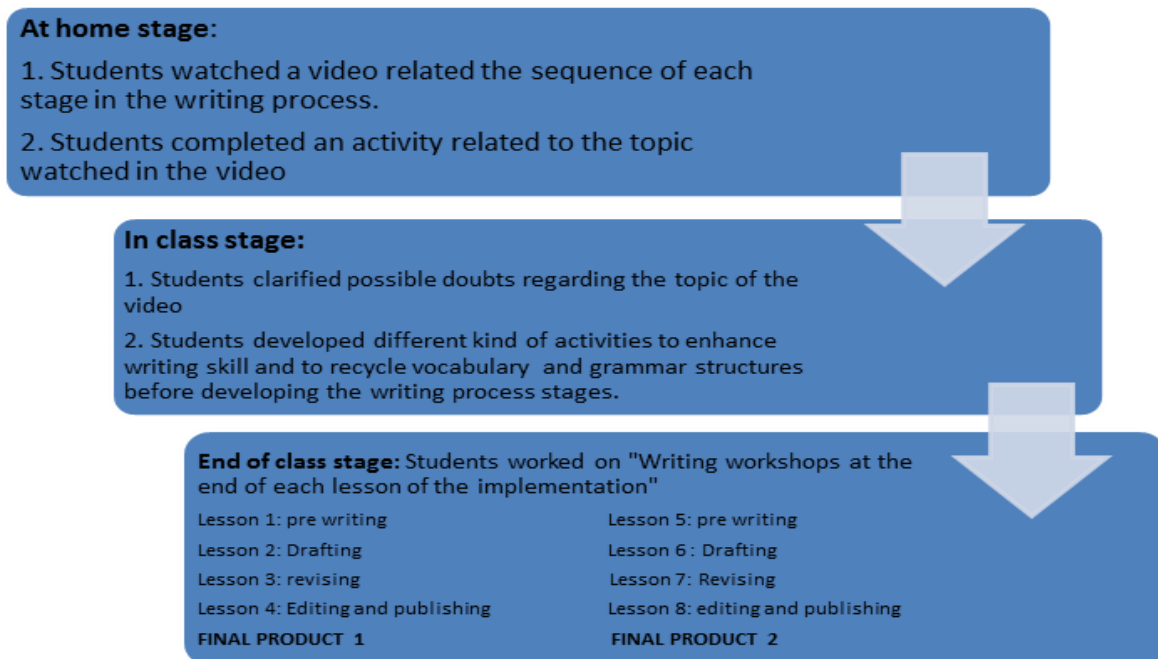 At home stage:
1. Students watched a video related the sequence of each
stage in the writing process.
2. Students completed an activity related to the topic
watched in the video
In class stage:
1. Students clarified possible doubts regarding the topic of the
video
2. Students developed different kind of activities to enhance
writing skill and to recycle vocabulary and grammar structures
before developing the writing process stages.
End of class stage: Students worked on "Writing workshops at the
end of each lesson of the implementation"
Lesson 1: pre writing
Lesson 2: Drafting
Lesson 3: revising
Lesson 4: Editing and publishing
FINAL PRODUCT 1
Lesson 5: pre writing
Lesson 6 : Drafting
Lesson 7: Revising
Lesson 8: editing and publishing
FINAL PRODUCT 2